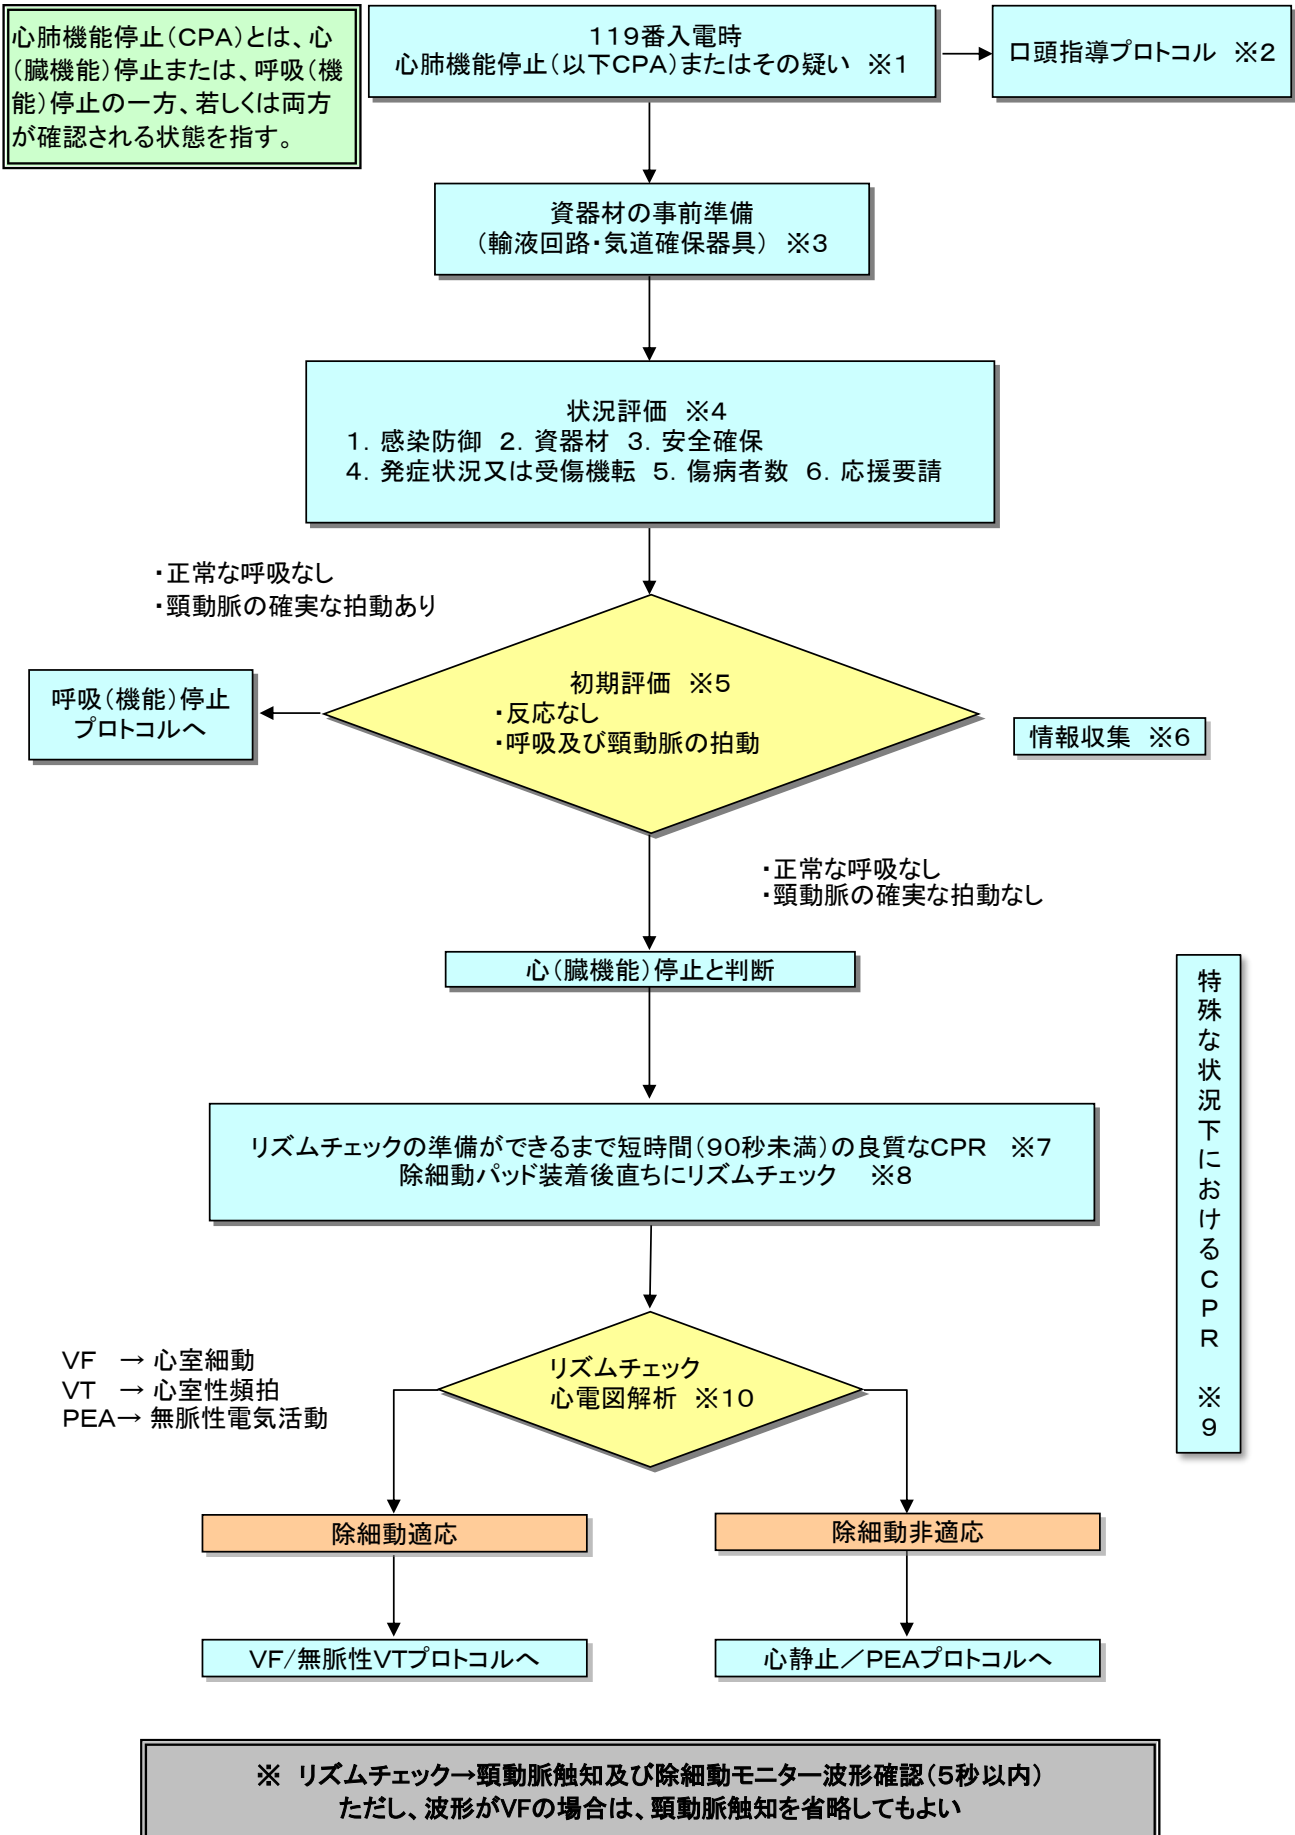 心肺機能停止(CPA)とは、心
(臓機能)停止または、呼吸(機
能)停止の一方、若しくは両方
が確認される状態を指す。
119番入電時
心肺機能停止(以下CPA)またはその疑い ※1
口頭指導プロトコル ※2
資器材の事前準備
(輸液回路・気道確保器具) ※3
状況評価 ※4
1. 感染防御 2. 資器材 3. 安全確保
4. 発症状況又は受傷機転 5. 傷病者数 6. 応援要請
・正常な呼吸なし
・頸動脈の確実な拍動あり
初期評価 ※5
・反応なし
・呼吸及び頸動脈の拍動
呼吸(機能)停止
プロトコルへ
情報収集 ※6
・正常な呼吸なし
・頸動脈の確実な拍動なし
心(臓機能)停止と判断
特殊な状況下におけるCPR ※9
リズムチェックの準備ができるまで短時間(90秒未満)の良質なCPR ※7
除細動パッド装着後直ちにリズムチェック ※8
VF → 心室細動
VT → 心室性頻拍
PEA→ 無脈性電気活動
リズムチェック
心電図解析 ※10
除細動適応
除細動非適応
VF/無脈性VTプロトコルへ
心静止/PEAプロトコルへ
※ リズムチェック→頸動脈触知及び除細動モニター波形確認(5秒以内)
ただし、波形がVFの場合は、頸動脈触知を省略してもよい